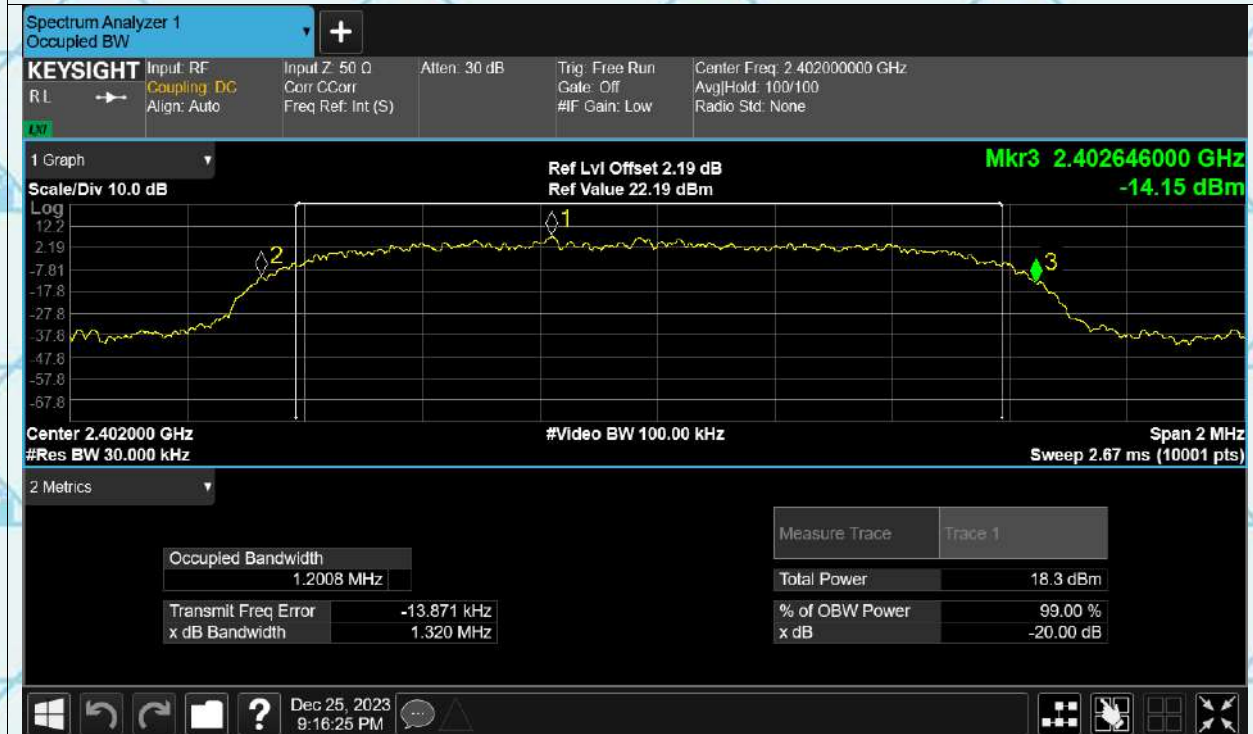 Spectrum Analyzer 1
Occupied BW
+
KEYSIGHT
RL
LXI
Input: RF
Coupling: DC
Align: Auto
Input Z: 50 Ω
Corr CCorr
Freq Ref: Int (S)
Atten: 30 dB
Trig: Free Run
Gate: Off
#IF Gain: Low
Center Freq: 2.402000000 GHz
Avg|Hold: 100/100
Radio Std: None
1 Graph
Scale/Div 10.0 dB
Ref Lvl Offset 2.19 dB
Ref Value 22.19 dBm
Mkr3 2.402646000 GHz
-14.15 dBm
Log
12.2
2.19
-7.81
-17.8
-27.8
-37.8
-47.8
-57.8
-67.8
1
2
3
Center 2.402000 GHz
#Res BW 30.000 kHz
#Video BW 100.00 kHz
Span 2 MHz
Sweep 2.67 ms (10001 pts)
2 Metrics
Measure Trace Trace 1
Occupied Bandwidth
1.2008 MHz
Total Power 18.3 dBm
Transmit Freq Error -13.871 kHz
% of OBW Power 99.00 %
x dB Bandwidth 1.320 MHz
x dB -20.00 dB
?
Dec 25, 2023
9:16:25 PM